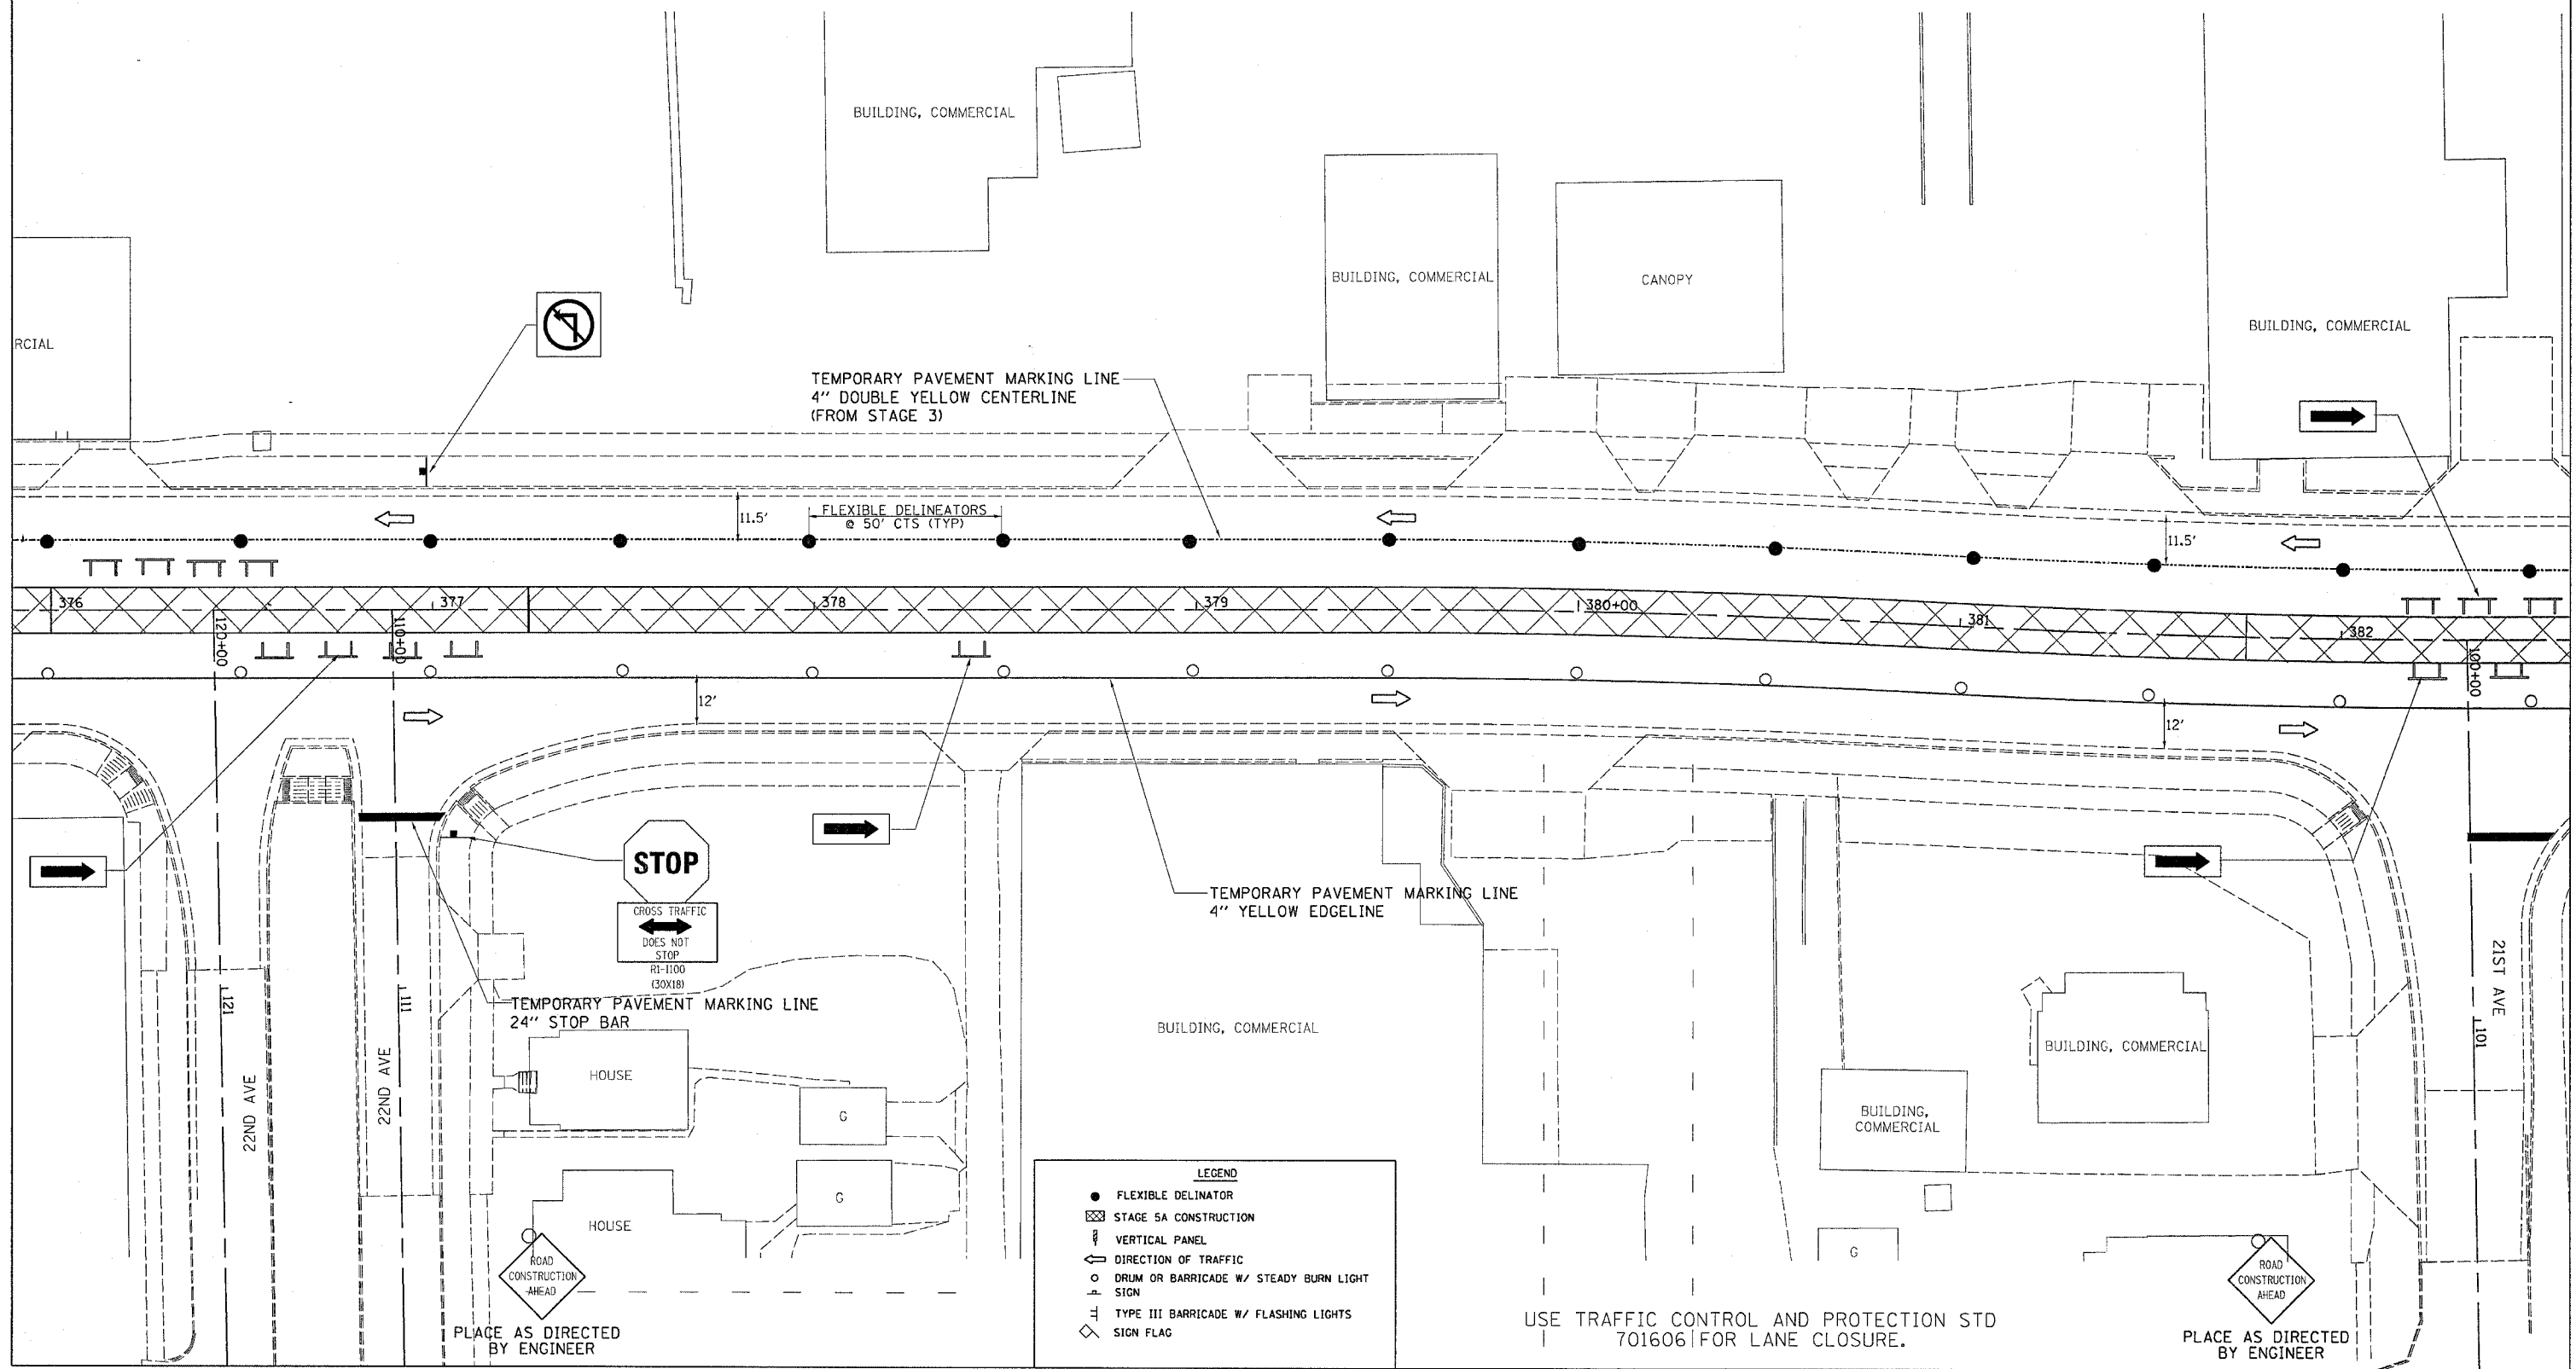 BUILDING, COMMERCIAL
BUILDING, COMMERCIAL
CANOPY
BUILDING, COMMERCIAL
RCIAL
TEMPORARY PAVEMENT MARKING LINE
4" DOUBLE YELLOW CENTERLINE
(FROM STAGE 3)
11.5'
FLEXIBLE DELINEATORS
@ 50' CTS (TYP)
11.5'
376
377
378
379
380+00
381
382
120+00
110+00
100+00
12'
12'
STOP
CROSS TRAFFIC
DOES NOT
STOP
R1-I100
(30X18)
TEMPORARY PAVEMENT MARKING LINE
4" YELLOW EDGELINE
TEMPORARY PAVEMENT MARKING LINE
24" STOP BAR
121
111
101
22ND AVE
22ND AVE
21ST AVE
BUILDING, COMMERCIAL
BUILDING, COMMERCIAL
BUILDING,
COMMERCIAL
HOUSE
G
HOUSE
G
G
ROAD
CONSTRUCTION
AHEAD
PLACE AS DIRECTED
BY ENGINEER
LEGEND
FLEXIBLE DELINATOR
STAGE 5A CONSTRUCTION
VERTICAL PANEL
DIRECTION OF TRAFFIC
DRUM OR BARRICADE W/ STEADY BURN LIGHT
SIGN
TYPE III BARRICADE W/ FLASHING LIGHTS
SIGN FLAG
USE TRAFFIC CONTROL AND PROTECTION STD
701606 FOR LANE CLOSURE.
ROAD
CONSTRUCTION
AHEAD
PLACE AS DIRECTED
BY ENGINEER